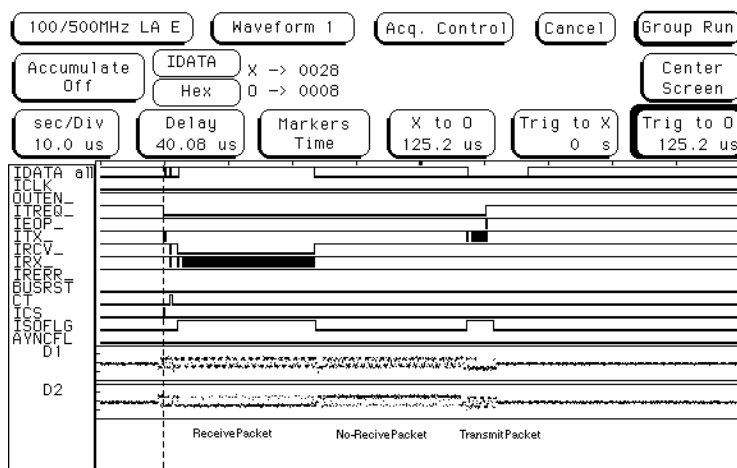 100/500MHz LA E
Waveform 1
Acq. Control
Cancel
Group Run
Accumulate
Off
IDATA
Hex
X -> 0028
O -> 0008
Center
Screen
sec/Div
10.0 us
Delay
40.08 us
Markers
Time
X to O
125.2 us
Trig to X
0 s
Trig to O
125.2 us
IDATA all
ICLK
OUTEN_
ITREQ_
IEOP_
ITX_
IRCV_
IRX_
IRERR_
BUSRST
CT
ICS
ISOFLG
AYNCFL
D1
D2
ReceivePacket
No-RecivePacket
TransmitPacket